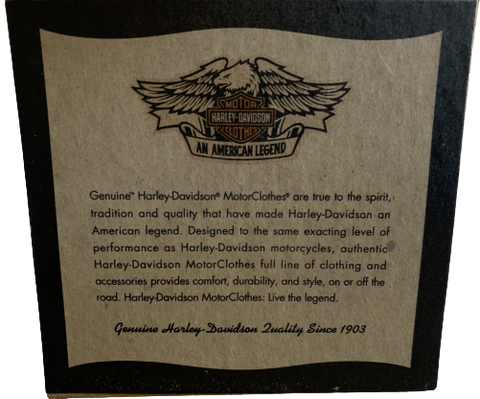 MOTOR
HARLEY-DAVIDSON
CLOTHES
AN AMERICAN LEGEND
Genuine™ Harley-Davidson® MotorClothes® are true to the spirit,
tradition and quality that have made Harley-Davidson an
American legend. Designed to the same exacting level of
performance as Harley-Davidson motorcycles, authentic
Harley-Davidson MotorClothes full line of clothing and
accessories provides comfort, durability, and style, on or off the
road. Harley-Davidson MotorClothes: Live the legend.
Genuine Harley-Davidson Quality Since 1903